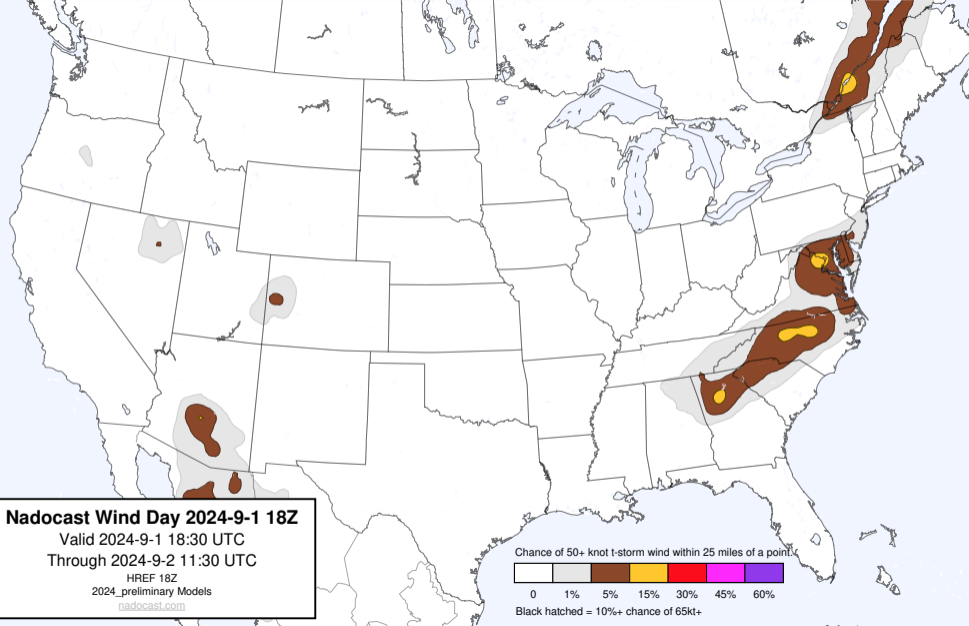 Nadocast Wind Day 2024-9-1 18Z
Valid 2024-9-1 18:30 UTC
Through 2024-9-2 11:30 UTC
HREF 18Z
2024_preliminary Models
nadocast.com
Chance of 50+ knot t-storm wind within 25 miles of a point.
0 1% 5% 15% 30% 45% 60%
Black hatched = 10%+ chance of 65kt+